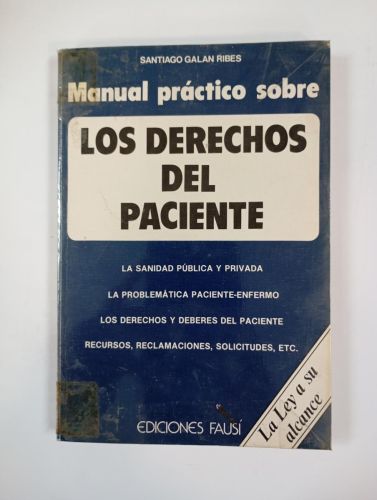 SANTIAGO GALAN RIBES
Manual práctico sobre
LOS DERECHOS
DEL
PACIENTE
LA SANIDAD PÚBLICA Y PRIVADA
LA PROBLEMÁTICA PACIENTE-ENFERMO
LOS DERECHOS Y DEBERES DEL PACIENTE
RECURSOS, RECLAMACIONES, SOLICITUDES, ETC.
La Ley a su
alcance
EDICIONES FAUSÍ